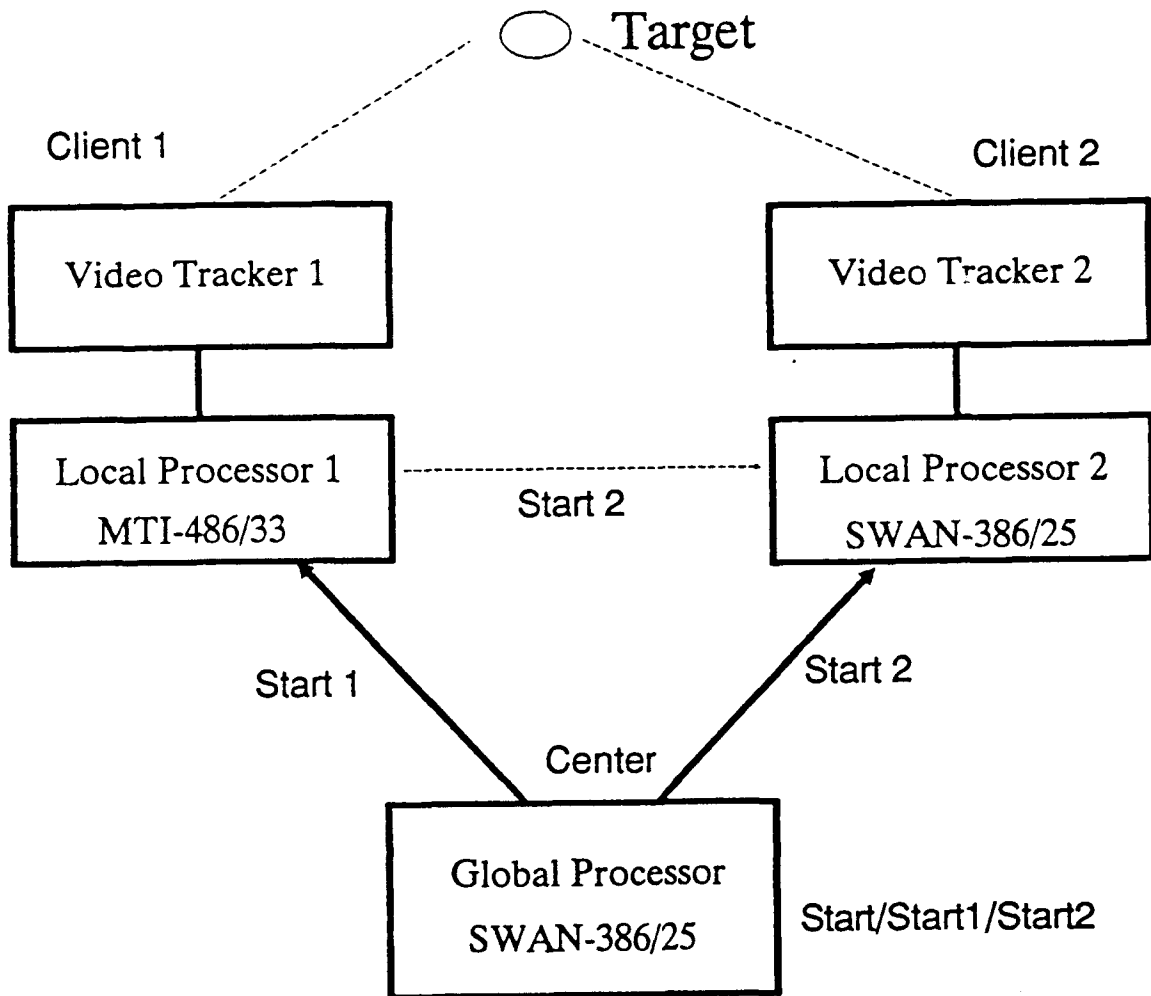 Target
Client 1
Client 2
Video Tracker 1
Video Tracker 2
Local Processor 1
MTI-486/33
Start 2
Local Processor 2
SWAN-386/25
Start 1
Start 2
Center
Global Processor
SWAN-386/25
Start/Start1/Start2